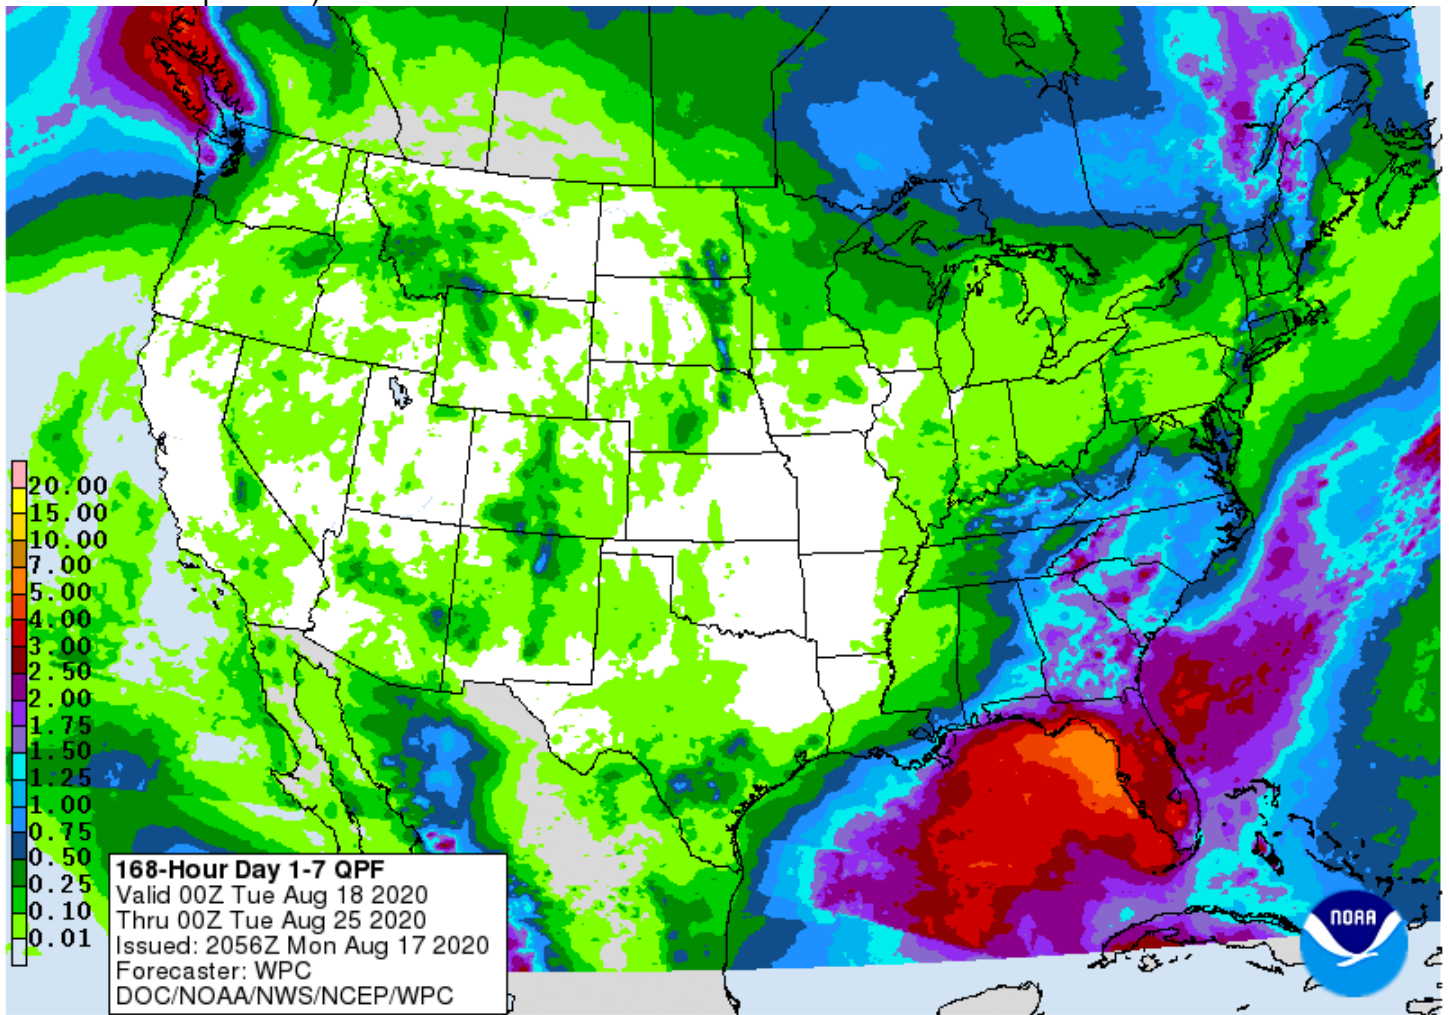 20.00
15.00
10.00
7.00
5.00
4.00
3.00
2.50
2.00
1.75
1.50
1.25
1.00
0.75
0.50
0.25
0.10
0.01
168-Hour Day 1-7 QPF
Valid 00Z Tue Aug 18 2020
Thru 00Z Tue Aug 25 2020
Issued: 2056Z Mon Aug 17 2020
Forecaster: WPC
DOC/NOAA/NWS/NCEP/WPC
NOAA